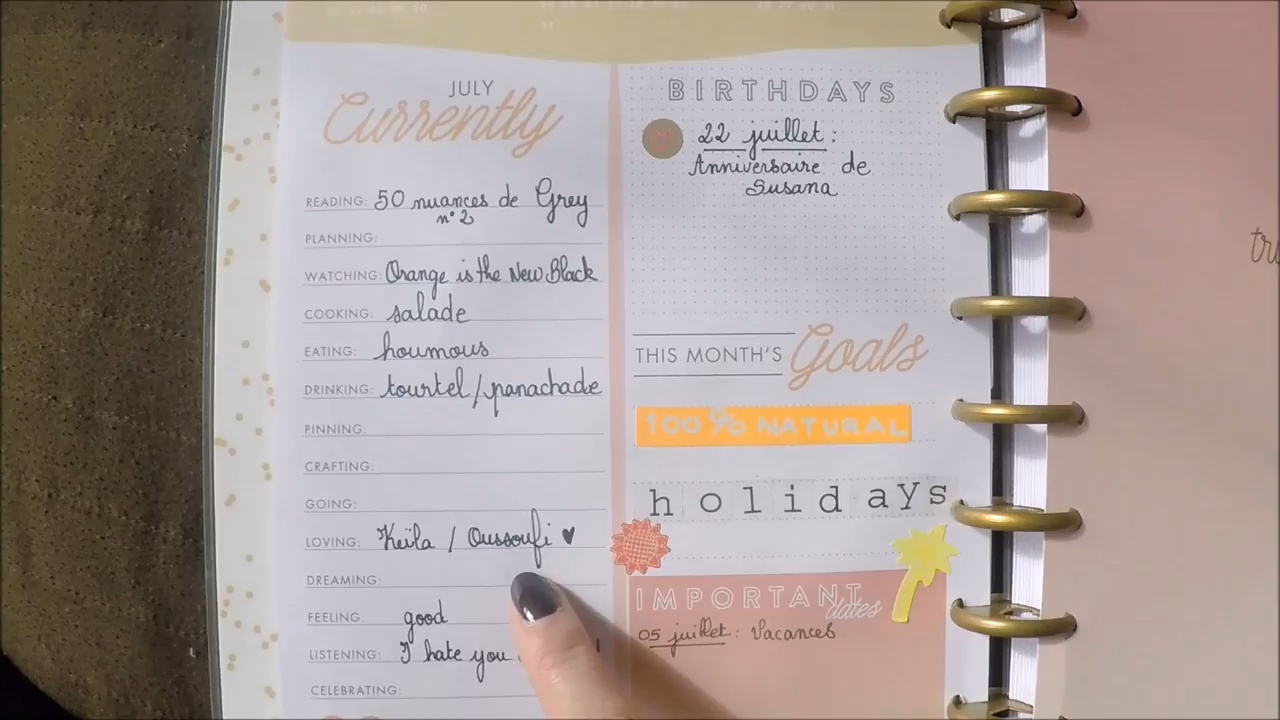 JULY
Currently
READING: 50 nuances de Grey
n° 2
PLANNING:
WATCHING: Orange is the New Black
COOKING: salade
EATING: houmous
DRINKING: tourtel / panachade
PINNING:
CRAFTING:
GOING:
LOVING: Keïla / Oussoufi ♥
DREAMING:
FEELING: good
LISTENING: I hate you
CELEBRATING:
BIRTHDAYS
22 juillet :
Anniversaire de
Susana
THIS MONTH'S Goals
100% NATURAL
holidays
IMPORTANT dates
05 juillet : Vacances